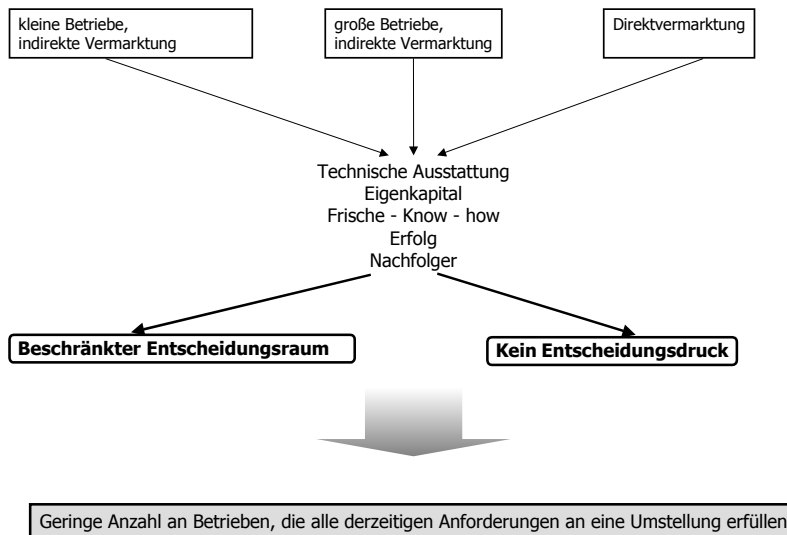 kleine Betriebe,
indirekte Vermarktung
große Betriebe,
indirekte Vermarktung
Direktvermarktung
Technische Ausstattung
Eigenkapital
Frische - Know - how
Erfolg
Nachfolger
Beschränkter Entscheidungsraum
Kein Entscheidungsdruck
Geringe Anzahl an Betrieben, die alle derzeitigen Anforderungen an eine Umstellung erfüllen